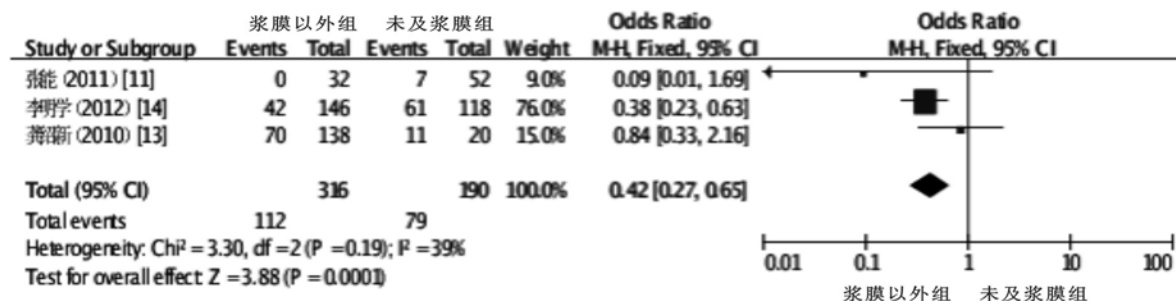 浆膜以外组 未及浆膜组 Odds Ratio Odds Ratio
Study or Subgroup Events Total Events Total Weight M-H, Fixed, 95% CI M-H, Fixed, 95% CI
张能 (2011) [11] 0 32 7 52 9.0% 0.09 [0.01, 1.69]
李明学 (2012) [14] 42 146 61 118 76.0% 0.38 [0.23, 0.63]
(2010) [13] 70 138 11 20 15.0% 0.84 [0.33, 2.16]
Total (95% CI) 316 190 100.0% 0.42 [0.27, 0.65]
Total events 112 79
Heterogeneity: Chi² = 3.30, df = 2 (P = 0.19); I² = 39%
Test for overall effect: Z = 3.88 (P = 0.0001)
0.01 0.1 1 10 100
浆膜以外组 未及浆膜组